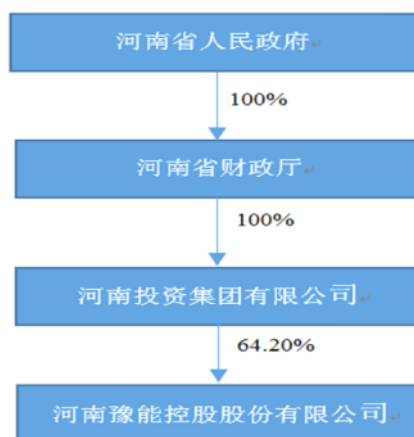 河南省人民政府
100%
河南省财政厅
100%
河南投资集团有限公司
64.20%
河南豫能控股股份有限公司